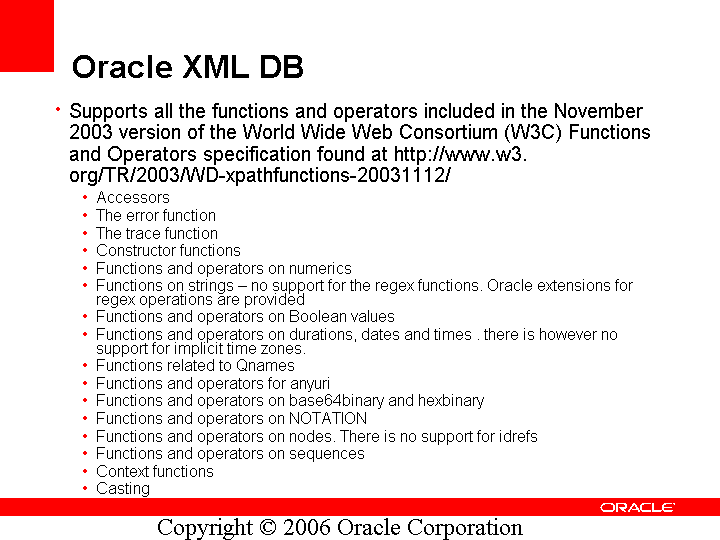 Oracle XML DB
• Supports all the functions and operators included in the November
2003 version of the World Wide Web Consortium (W3C) Functions
and Operators specification found at http://www.w3.
org/TR/2003/WD-xpathfunctions-20031112/
• Accessors
• The error function
• The trace function
• Constructor functions
• Functions and operators on numerics
• Functions on strings – no support for the regex functions. Oracle extensions for
regex operations are provided
• Functions and operators on Boolean values
• Functions and operators on durations, dates and times . there is however no
support for implicit time zones.
• Functions related to Qnames
• Functions and operators for anyuri
• Functions and operators on base64binary and hexbinary
• Functions and operators on NOTATION
• Functions and operators on nodes. There is no support for idrefs
• Functions and operators on sequences
• Context functions
• Casting
ORACLE
Copyright © 2006 Oracle Corporation